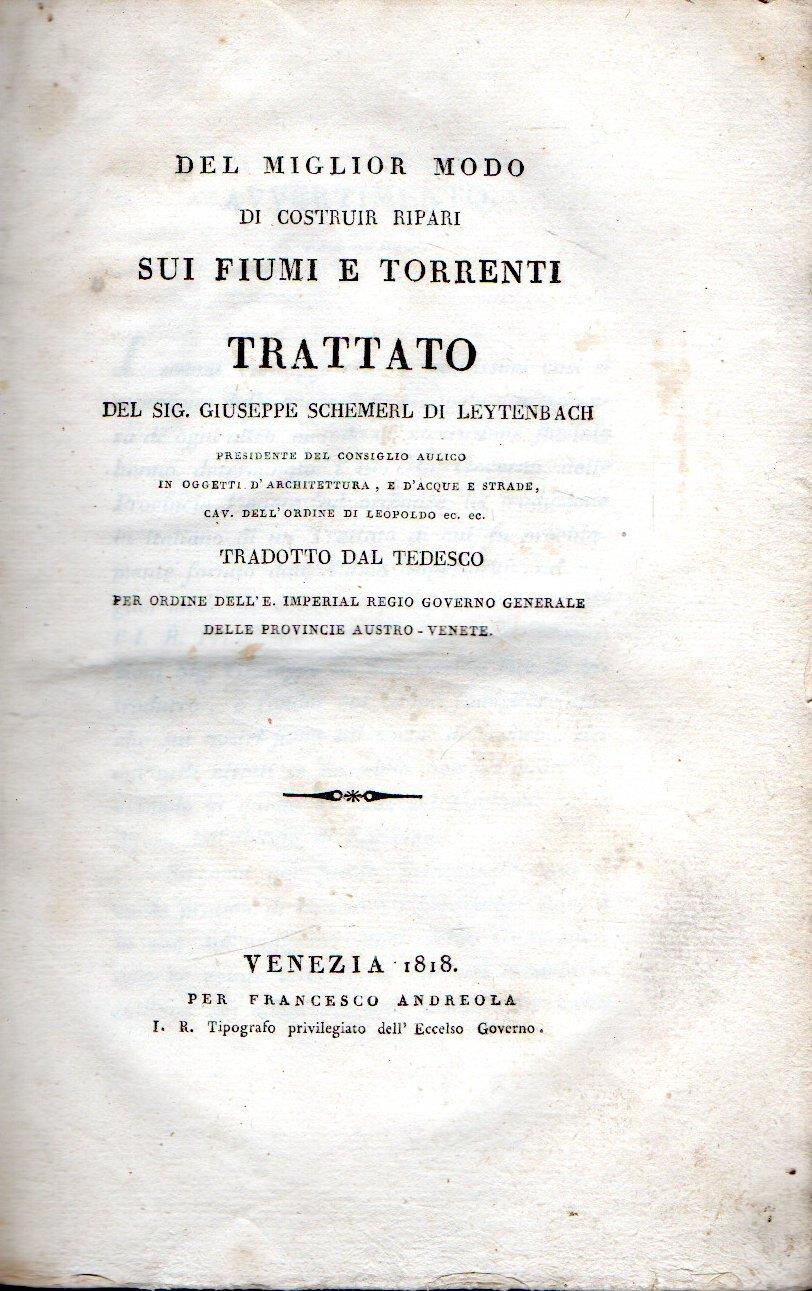 DEL MIGLIOR MODO
DI COSTRUIR RIPARI
SUI FIUMI E TORRENTI
TRATTATO
DEL SIG. GIUSEPPE SCHEMERL DI LEYTENBACH
PRESIDENTE DEL CONSIGLIO AULICO
IN OGGETTI D'ARCHITETTURA, E D'ACQUE E STRADE,
CAV. DELL'ORDINE DI LEOPOLDO ec. ec.
TRADOTTO DAL TEDESCO
PER ORDINE DELL'E. IMPERIAL REGIO GOVERNO GENERALE
DELLE PROVINCIE AUSTRO-VENETE.
VENEZIA 1818.
PER FRANCESCO ANDREOLA
I. R. Tipografo privilegiato dell' Eccelso Governo.